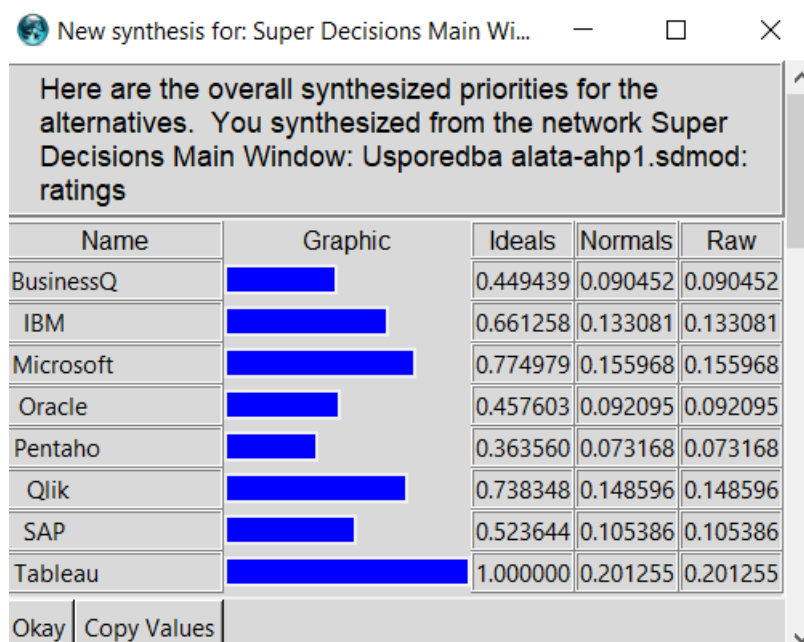 New synthesis for: Super Decisions Main Wi...
Here are the overall synthesized priorities for the
alternatives. You synthesized from the network Super
Decisions Main Window: Usporedba alata-ahp1.sdmod:
ratings
Name Graphic Ideals Normals Raw
BusinessQ 0.449439 0.090452 0.090452
IBM 0.661258 0.133081 0.133081
Microsoft 0.774979 0.155968 0.155968
Oracle 0.457603 0.092095 0.092095
Pentaho 0.363560 0.073168 0.073168
Qlik 0.738348 0.148596 0.148596
SAP 0.523644 0.105386 0.105386
Tableau 1.000000 0.201255 0.201255
Okay Copy Values